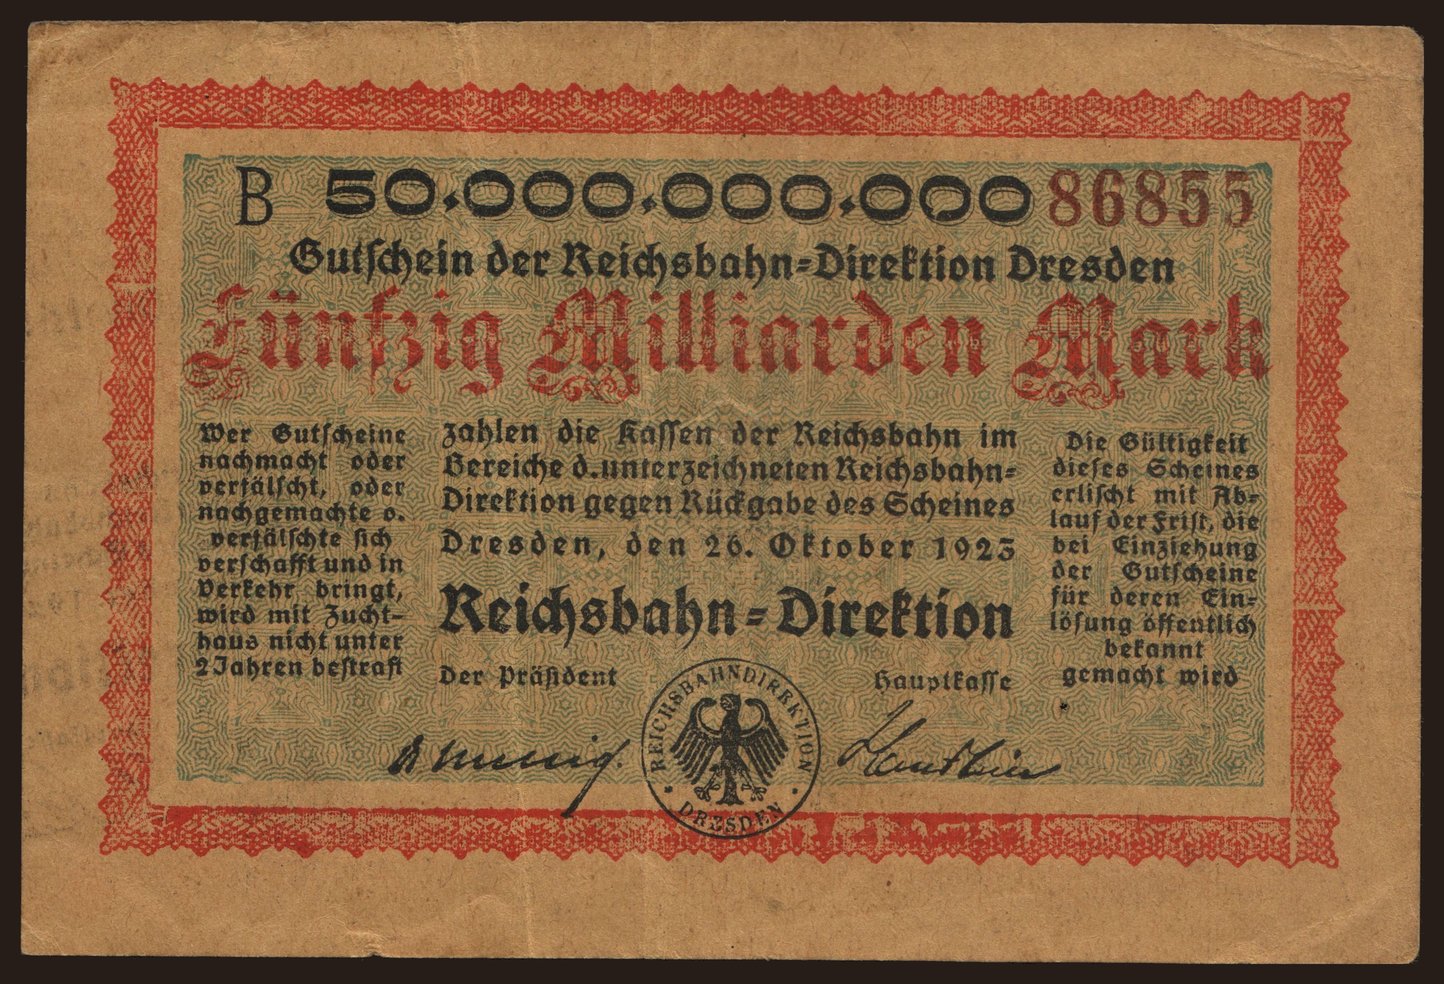 B 50.000.000.000 86855
Gutschein der Reichsbahn=Direktion Dresden
Fünfzig Milliarden Mark
Wer Gutscheine
nachmacht oder
verfälscht, oder
nachgemachte o.
verfälschte sich
verschafft und in
Verkehr bringt,
wird mit Zucht-
haus nicht unter
2 Jahren bestraft
zahlen die Kassen der Reichsbahn im
Bereiche d. unterzeichneten Reichsbahn=
Direktion gegen Rückgabe des Scheines
Dresden, den 26. Oktober 1923
Reichsbahn=Direktion
Der Präsident
Hauptkasse
Die Gültigkeit
dieses Scheines
erlischt mit Ab=
lauf der Frist, die
bei Einziehung
der Gutscheine
für deren Ein=
lösung öffentlich
bekannt
gemacht wird
REICHSBAHNDIREKTION
DRESDEN